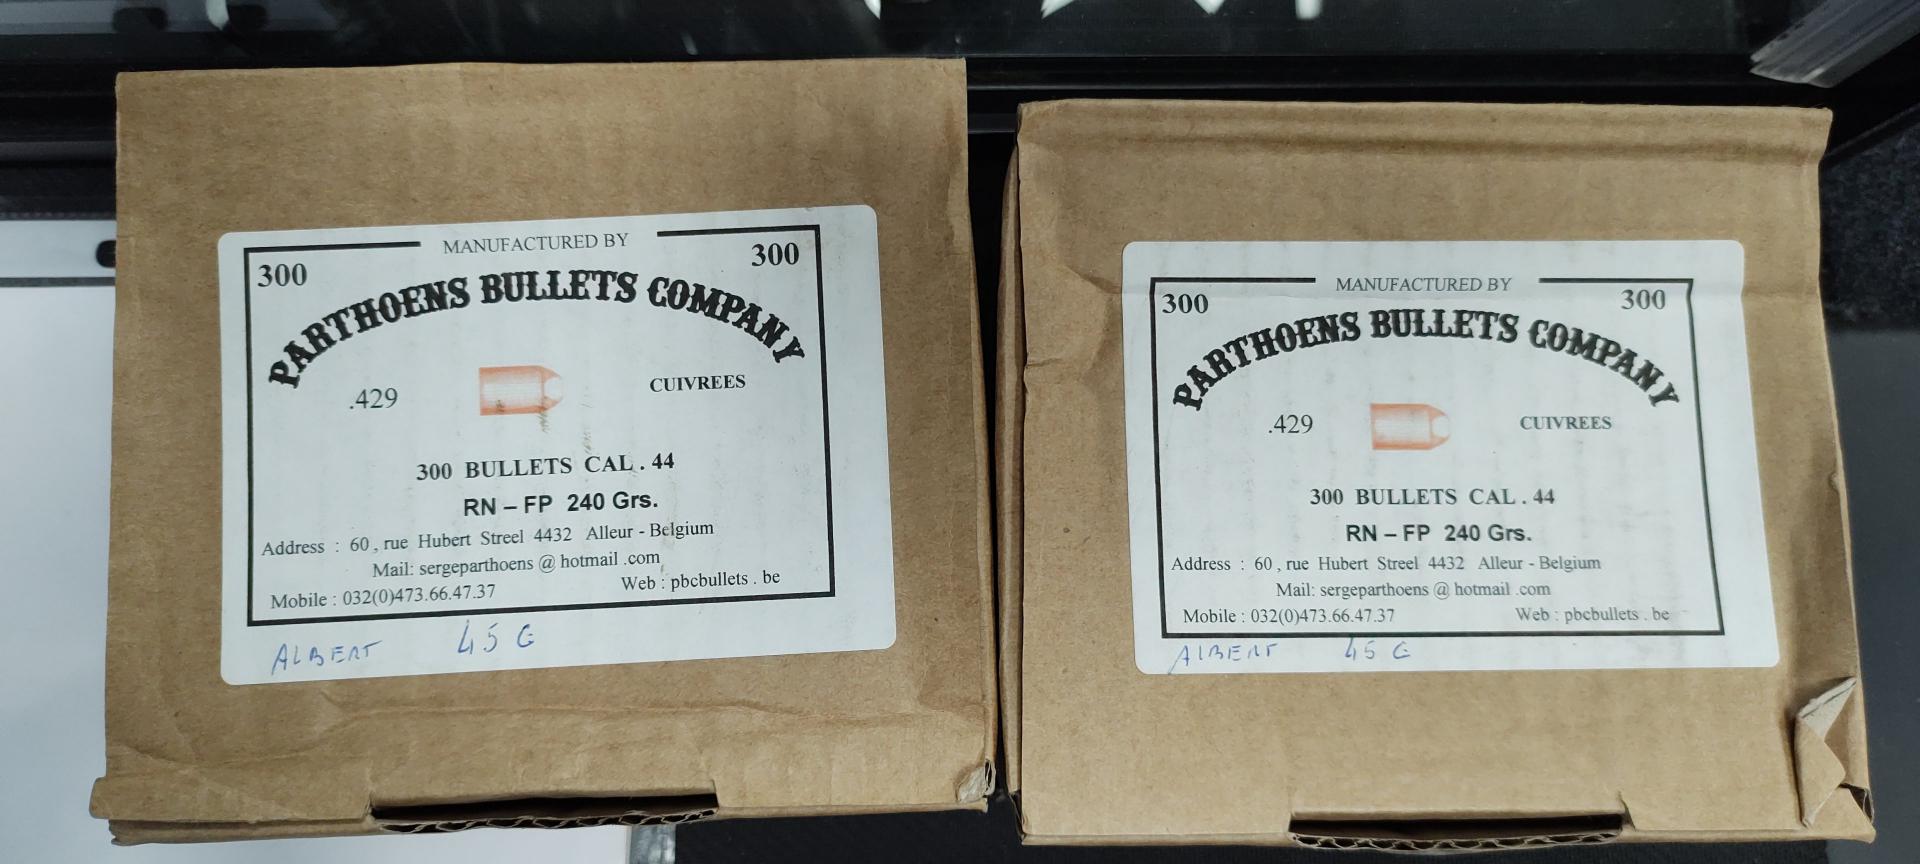 MANUFACTURED BY
300 300
PARTHOENS BULLETS COMPANY
.429 CUIVREES
300 BULLETS CAL . 44
RN – FP 240 Grs.
Address : 60 , rue Hubert Streel 4432 Alleur - Belgium
Mail: sergeparthoens @ hotmail .com
Mobile : 032(0)473.66.47.37 Web : pbcbullets . be
ALBERT 45 €
MANUFACTURED BY
300 300
PARTHOENS BULLETS COMPANY
.429 CUIVREES
300 BULLETS CAL . 44
RN – FP 240 Grs.
Address : 60 , rue Hubert Streel 4432 Alleur - Belgium
Mail: sergeparthoens @ hotmail .com
Mobile : 032(0)473.66.47.37 Web : pbcbullets . be
ALBERT 45 €